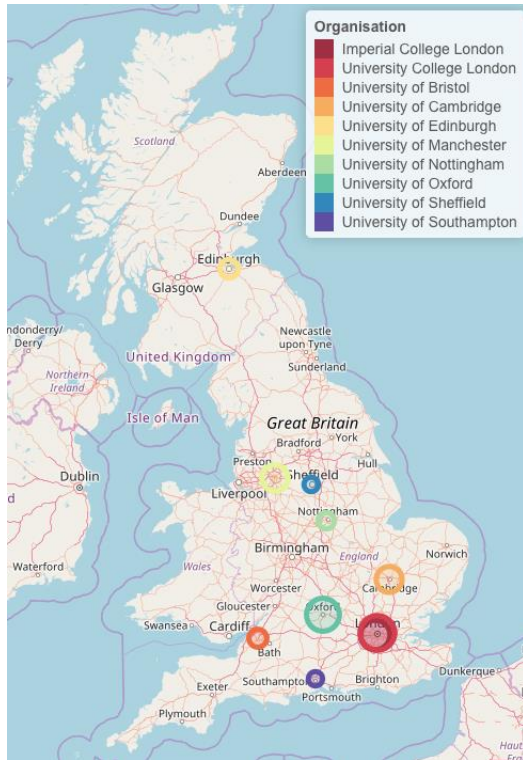 Organisation
Imperial College London
University College London
University of Bristol
University of Cambridge
University of Edinburgh
University of Manchester
University of Nottingham
University of Oxford
University of Sheffield
University of Southampton
Scotland
Aberdeen
Dundee
Edinburgh
Glasgow
Newcastle
upon Tyne
Sunderland
ndonderry/
Derry
United Kingdom
Northern
Ireland
Isle of Man
Great Britain
York
Bradford
Preston
Hull
Sheffield
Liverpool
Dublin
d
Nottingham
Birmingham
England
Norwich
Wales
Cambridge
Waterford
Worcester
Gloucester
Oxford
Swansea
Cardiff
London
Bath
Southampton
Brighton
Portsmouth
Dunkerque
Exeter
Plymouth
Haut
Fra